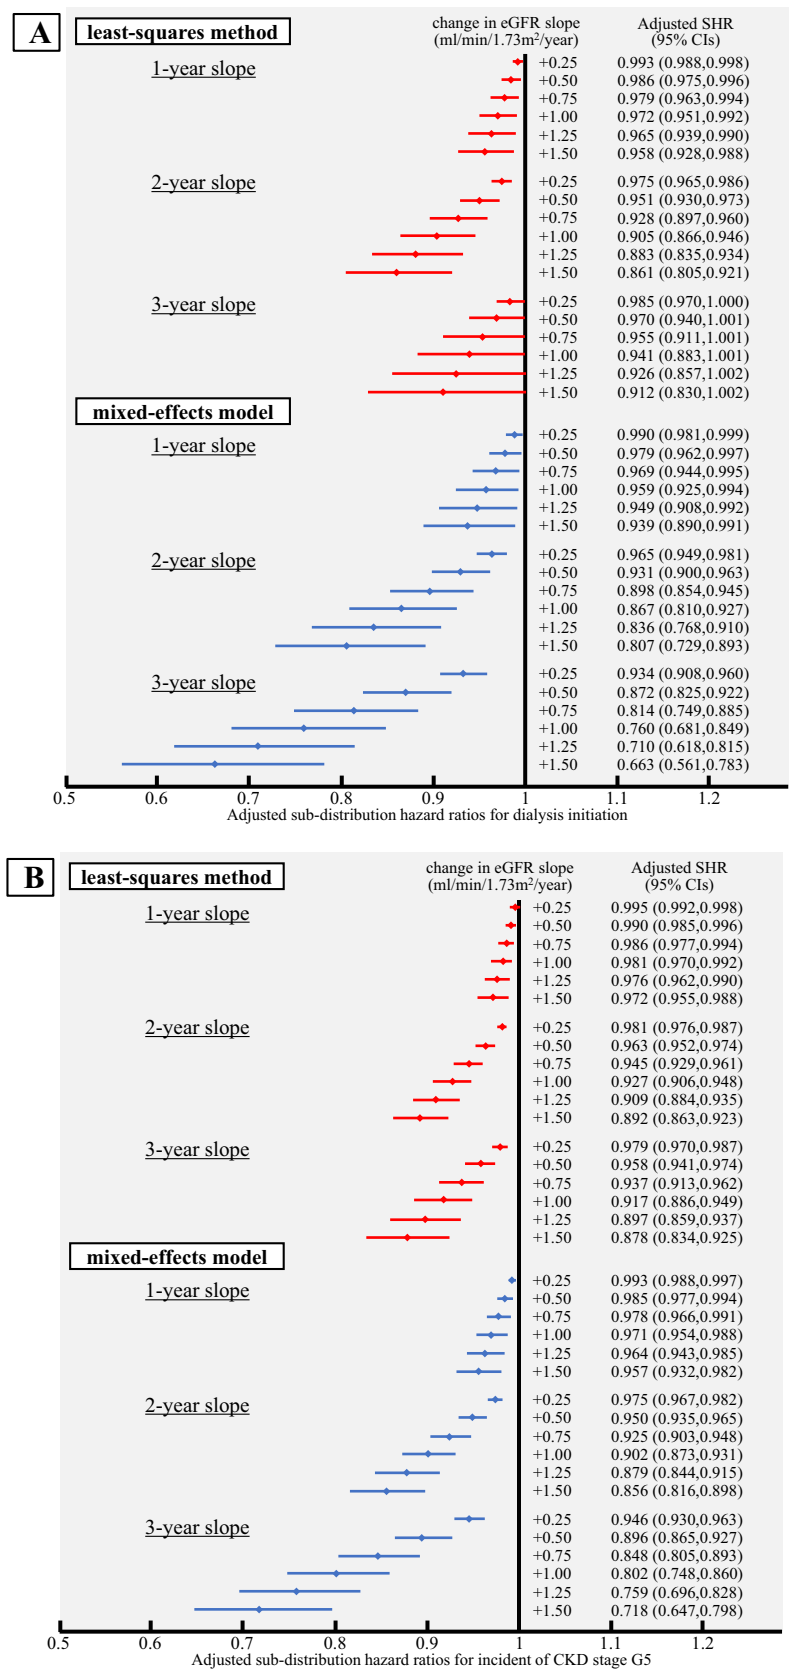 A
least-squares method
change in eGFR slope
(ml/min/1.73m²/year)
Adjusted SHR
(95% CIs)
1-year slope
+0.25 0.993 (0.988,0.998)
+0.50 0.986 (0.975,0.996)
+0.75 0.979 (0.963,0.994)
+1.00 0.972 (0.951,0.992)
+1.25 0.965 (0.939,0.990)
+1.50 0.958 (0.928,0.988)
2-year slope
+0.25 0.975 (0.965,0.986)
+0.50 0.951 (0.930,0.973)
+0.75 0.928 (0.897,0.960)
+1.00 0.905 (0.866,0.946)
+1.25 0.883 (0.835,0.934)
+1.50 0.861 (0.805,0.921)
3-year slope
+0.25 0.985 (0.970,1.000)
+0.50 0.970 (0.940,1.001)
+0.75 0.955 (0.911,1.001)
+1.00 0.941 (0.883,1.001)
+1.25 0.926 (0.857,1.002)
+1.50 0.912 (0.830,1.002)
mixed-effects model
1-year slope
+0.25 0.990 (0.981,0.999)
+0.50 0.979 (0.962,0.997)
+0.75 0.969 (0.944,0.995)
+1.00 0.959 (0.925,0.994)
+1.25 0.949 (0.908,0.992)
+1.50 0.939 (0.890,0.991)
2-year slope
+0.25 0.965 (0.949,0.981)
+0.50 0.931 (0.900,0.963)
+0.75 0.898 (0.854,0.945)
+1.00 0.867 (0.810,0.927)
+1.25 0.836 (0.768,0.910)
+1.50 0.807 (0.729,0.893)
3-year slope
+0.25 0.934 (0.908,0.960)
+0.50 0.872 (0.825,0.922)
+0.75 0.814 (0.749,0.885)
+1.00 0.760 (0.681,0.849)
+1.25 0.710 (0.618,0.815)
+1.50 0.663 (0.561,0.783)
0.5 0.6 0.7 0.8 0.9 1 1.1 1.2
Adjusted sub-distribution hazard ratios for dialysis initiation
B
least-squares method
change in eGFR slope
(ml/min/1.73m²/year)
Adjusted SHR
(95% CIs)
1-year slope
+0.25 0.995 (0.992,0.998)
+0.50 0.990 (0.985,0.996)
+0.75 0.986 (0.977,0.994)
+1.00 0.981 (0.970,0.992)
+1.25 0.976 (0.962,0.990)
+1.50 0.972 (0.955,0.988)
2-year slope
+0.25 0.981 (0.976,0.987)
+0.50 0.963 (0.952,0.974)
+0.75 0.945 (0.929,0.961)
+1.00 0.927 (0.906,0.948)
+1.25 0.909 (0.884,0.935)
+1.50 0.892 (0.863,0.923)
3-year slope
+0.25 0.979 (0.970,0.987)
+0.50 0.958 (0.941,0.974)
+0.75 0.937 (0.913,0.962)
+1.00 0.917 (0.886,0.949)
+1.25 0.897 (0.859,0.937)
+1.50 0.878 (0.834,0.925)
mixed-effects model
1-year slope
+0.25 0.993 (0.988,0.997)
+0.50 0.985 (0.977,0.994)
+0.75 0.978 (0.966,0.991)
+1.00 0.971 (0.954,0.988)
+1.25 0.964 (0.943,0.985)
+1.50 0.957 (0.932,0.982)
2-year slope
+0.25 0.975 (0.967,0.982)
+0.50 0.950 (0.935,0.965)
+0.75 0.925 (0.903,0.948)
+1.00 0.902 (0.873,0.931)
+1.25 0.879 (0.844,0.915)
+1.50 0.856 (0.816,0.898)
3-year slope
+0.25 0.946 (0.930,0.963)
+0.50 0.896 (0.865,0.927)
+0.75 0.848 (0.805,0.893)
+1.00 0.802 (0.748,0.860)
+1.25 0.759 (0.696,0.828)
+1.50 0.718 (0.647,0.798)
0.5 0.6 0.7 0.8 0.9 1 1.1 1.2
Adjusted sub-distribution hazard ratios for incident of CKD stage G5